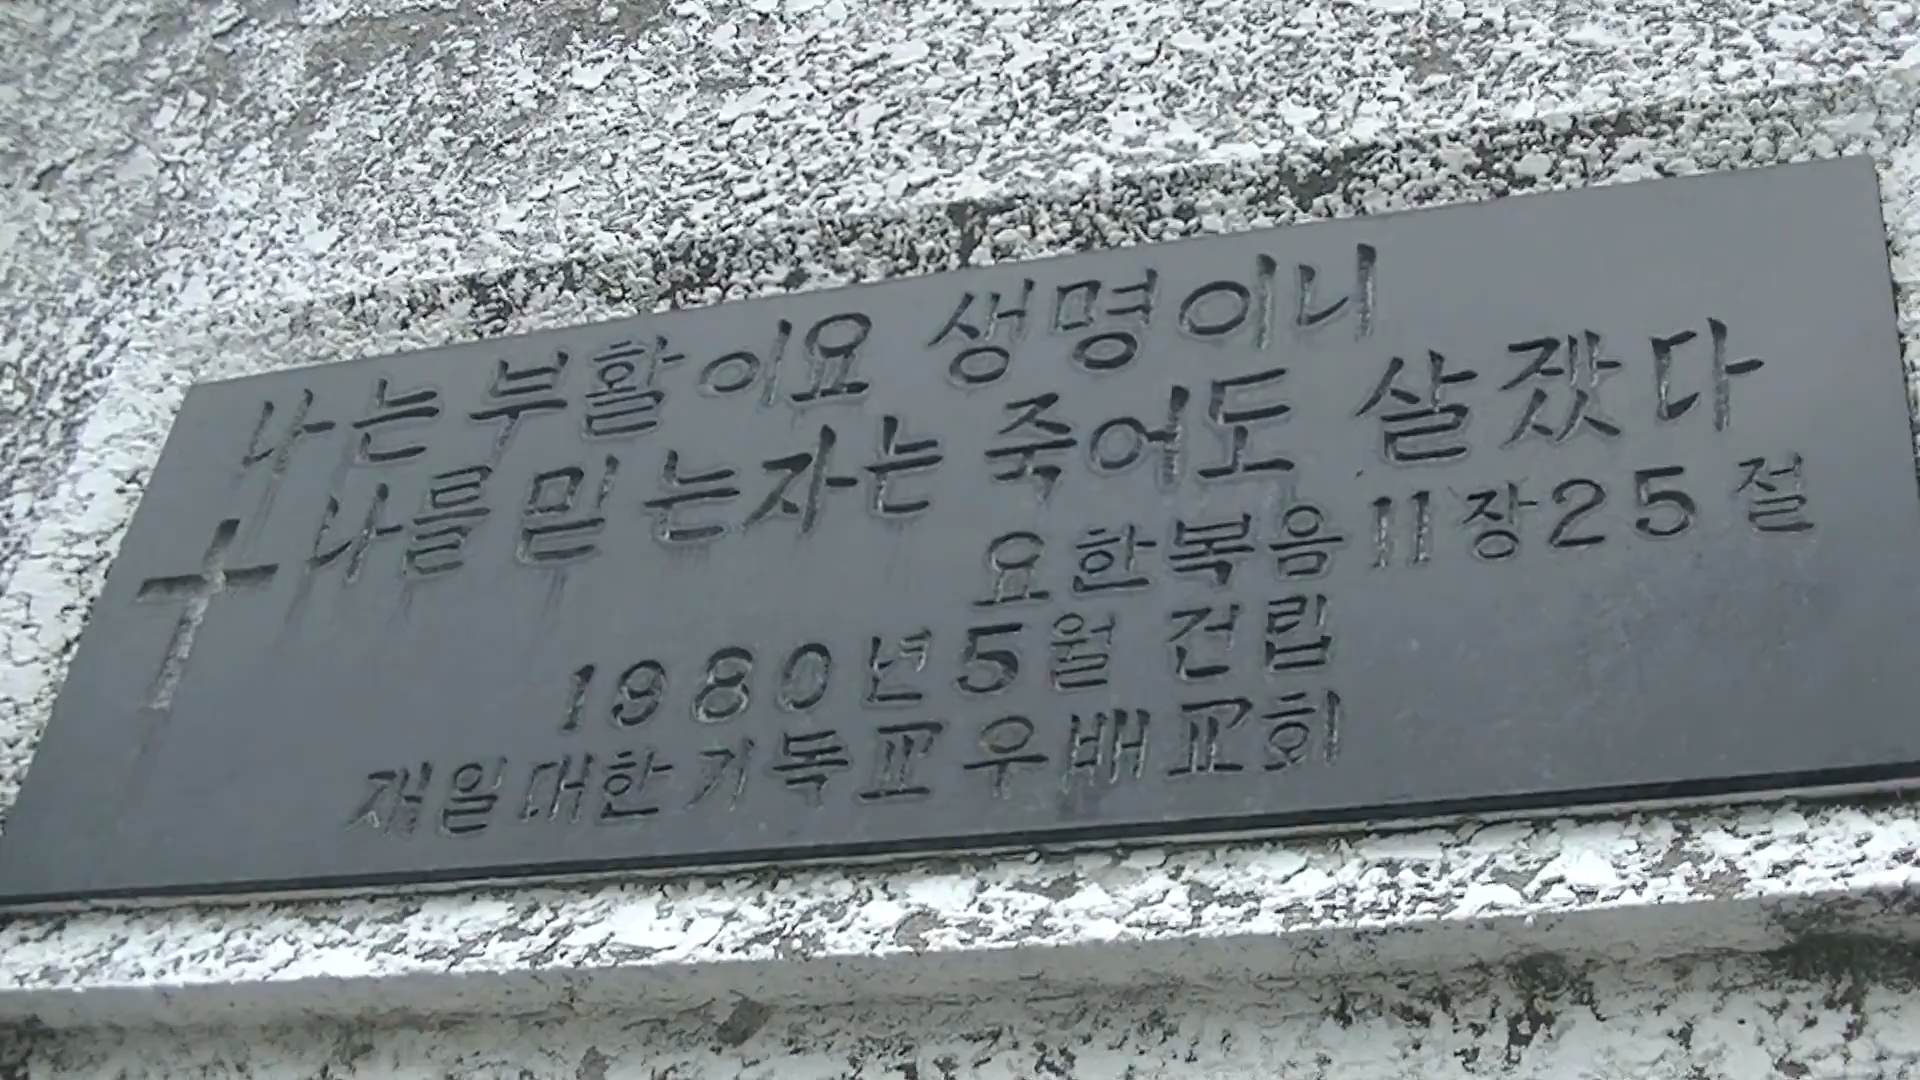 나는 부활이요 생명이니
나를 믿는자는 죽어도 살겠다
요한복음 11장25절
1980년 5월 건립
재일대한기독교우배교회